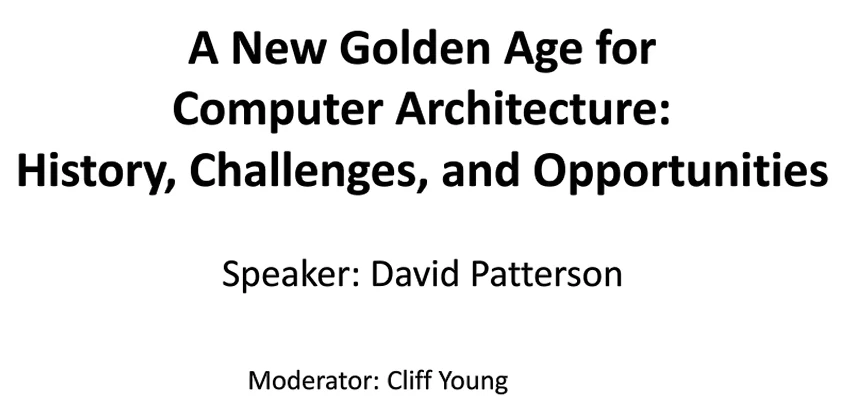 A New Golden Age for
Computer Architecture:
History, Challenges, and Opportunities
Speaker: David Patterson
Moderator: Cliff Young